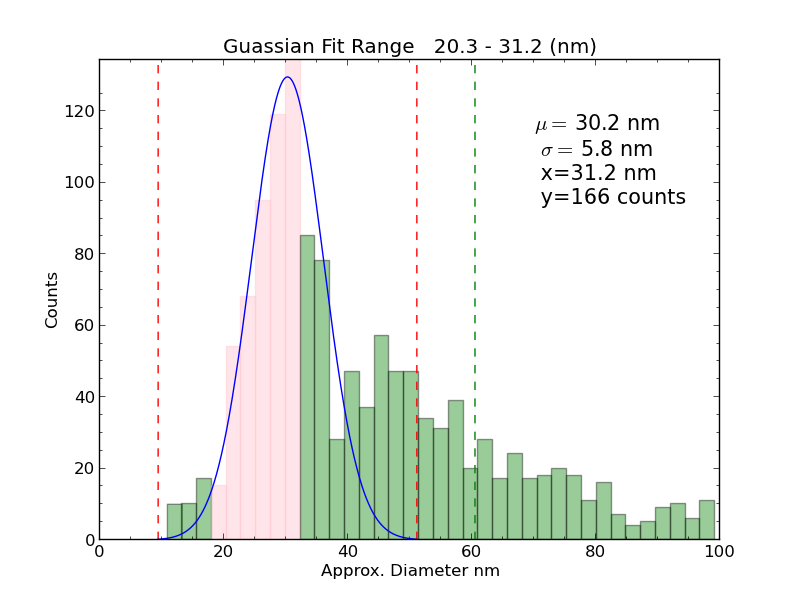 Guassian Fit Range   20.3 - 31.2 (nm)
μ = 30.2 nm
σ = 5.8 nm
x=31.2 nm
y=166 counts
Counts
120
100
80
60
40
20
0
0 20 40 60 80 100
Approx. Diameter nm